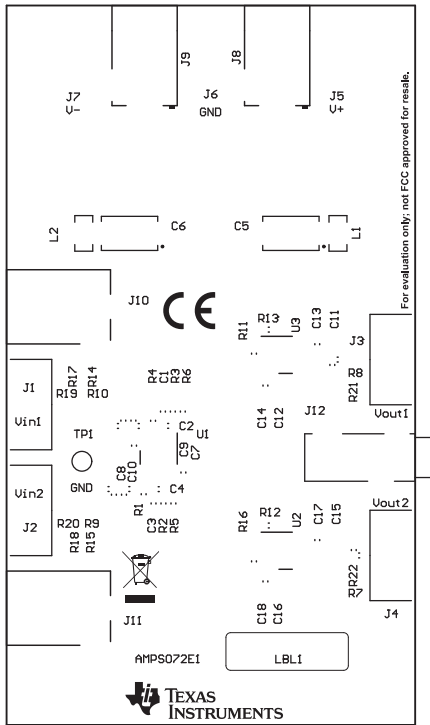 J9
J8
J7
V-
J6
GND
J5
V+
For evaluation only; not FCC approved for resale.
L2
C6
C5
L1
J10
CE
R11
R13
U3
C13
C11
J3
J1
R17
R14
R19
R10
R4
C1
R3
R6
R8
R21
Vin1
C14
C12
J12
Vout1
TP1
C2
U1
C9
C7
C8
C10
Vin2
GND
C4
R1
Vout2
J2
R20
R9
R18
R15
C3
R2
R5
R16
R12
U2
C17
C15
R22
R7
J11
C18
C16
J4
AMPS072E1
LBL1
TEXAS
INSTRUMENTS